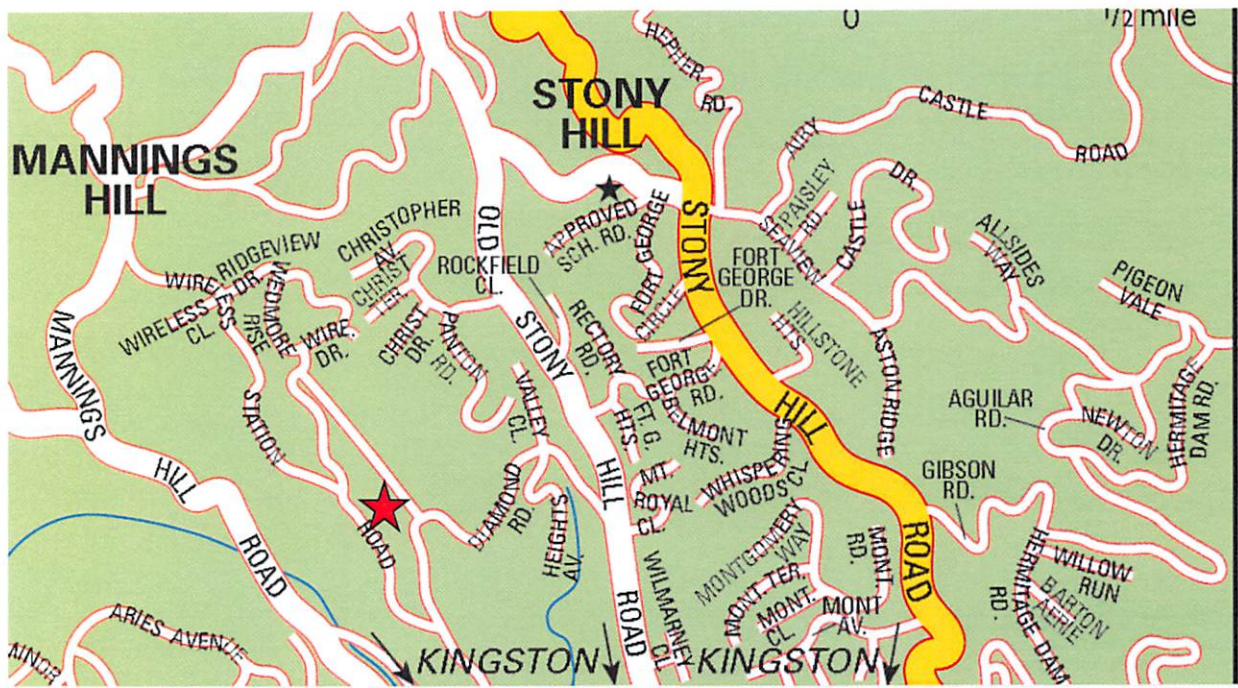 0 1/2 mile
HEPHER RD.
STONY
HILL
MANNINGS
HILL
AIRY CASTLE ROAD
APPROVED
SCH. RD.
FORT GEORGE
CIRCLE
STONY HILL ROAD
SEAVIEW
PAISLEY
RD.
CASTLE DR.
ALLSIDES
WAY
PIGEON
VALE
CHRISTOPHER
AV.
RIDGEVIEW
DR.
WIRELESS
WIRELESS
CL.
WEDMORE
RISE
WIRE
DR.
CHRIST
TER.
CHRIST
DR.
PANTON
RD.
ROCKFIELD
CL.
OLD STONY HILL ROAD
RECTORY
RD.
FORT
GEORGE
DR.
FORT
GEORGE
RD.
HILLSTONE
HTS.
ASTON RIDGE
AGUILAR
RD.
NEWTON
DR.
HERMITAGE
DAM RD.
MANNINGS HILL ROAD
STATION ROAD
VALLEY
CL.
FT. G.
HTS.
BELMONT
HTS.
MT.
ROYAL
CL.
WHISPERING
WOODS CL
GIBSON
RD.
DIAMOND
RD.
HEIGHTS
AV.
MONTGOMERY
WAY
MONT.
RD.
MONT. TER.
MONT.
CL.
MONT
AV.
WILMARNEY
CL.
HERMITAGE DAM
RD.
WILLOW
RUN
BARTON
AERIE
ARIES AVENUE
KINGSTON
KINGSTON